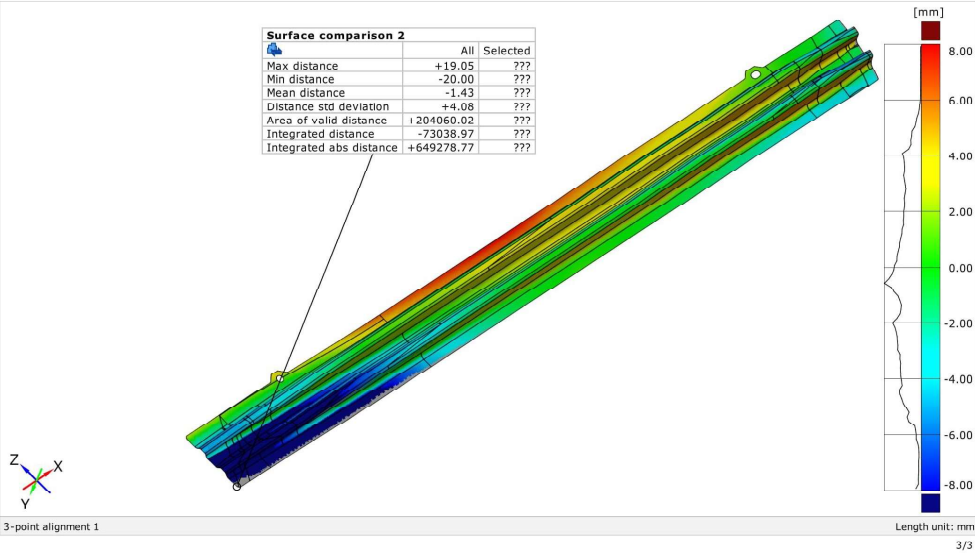 [mm]
Surface comparison 2
All Selected
Max distance +19.05 ???
Min distance -20.00 ???
Mean distance -1.43 ???
Distance std deviation +4.08 ???
Area of valid distance 204060.02 ???
Integrated distance -73038.97 ???
Integrated abs distance +649278.77 ???
8.00
6.00
4.00
2.00
0.00
-2.00
-4.00
-6.00
-8.00
Z
X
Y
3-point alignment 1
Length unit: mm
3/3